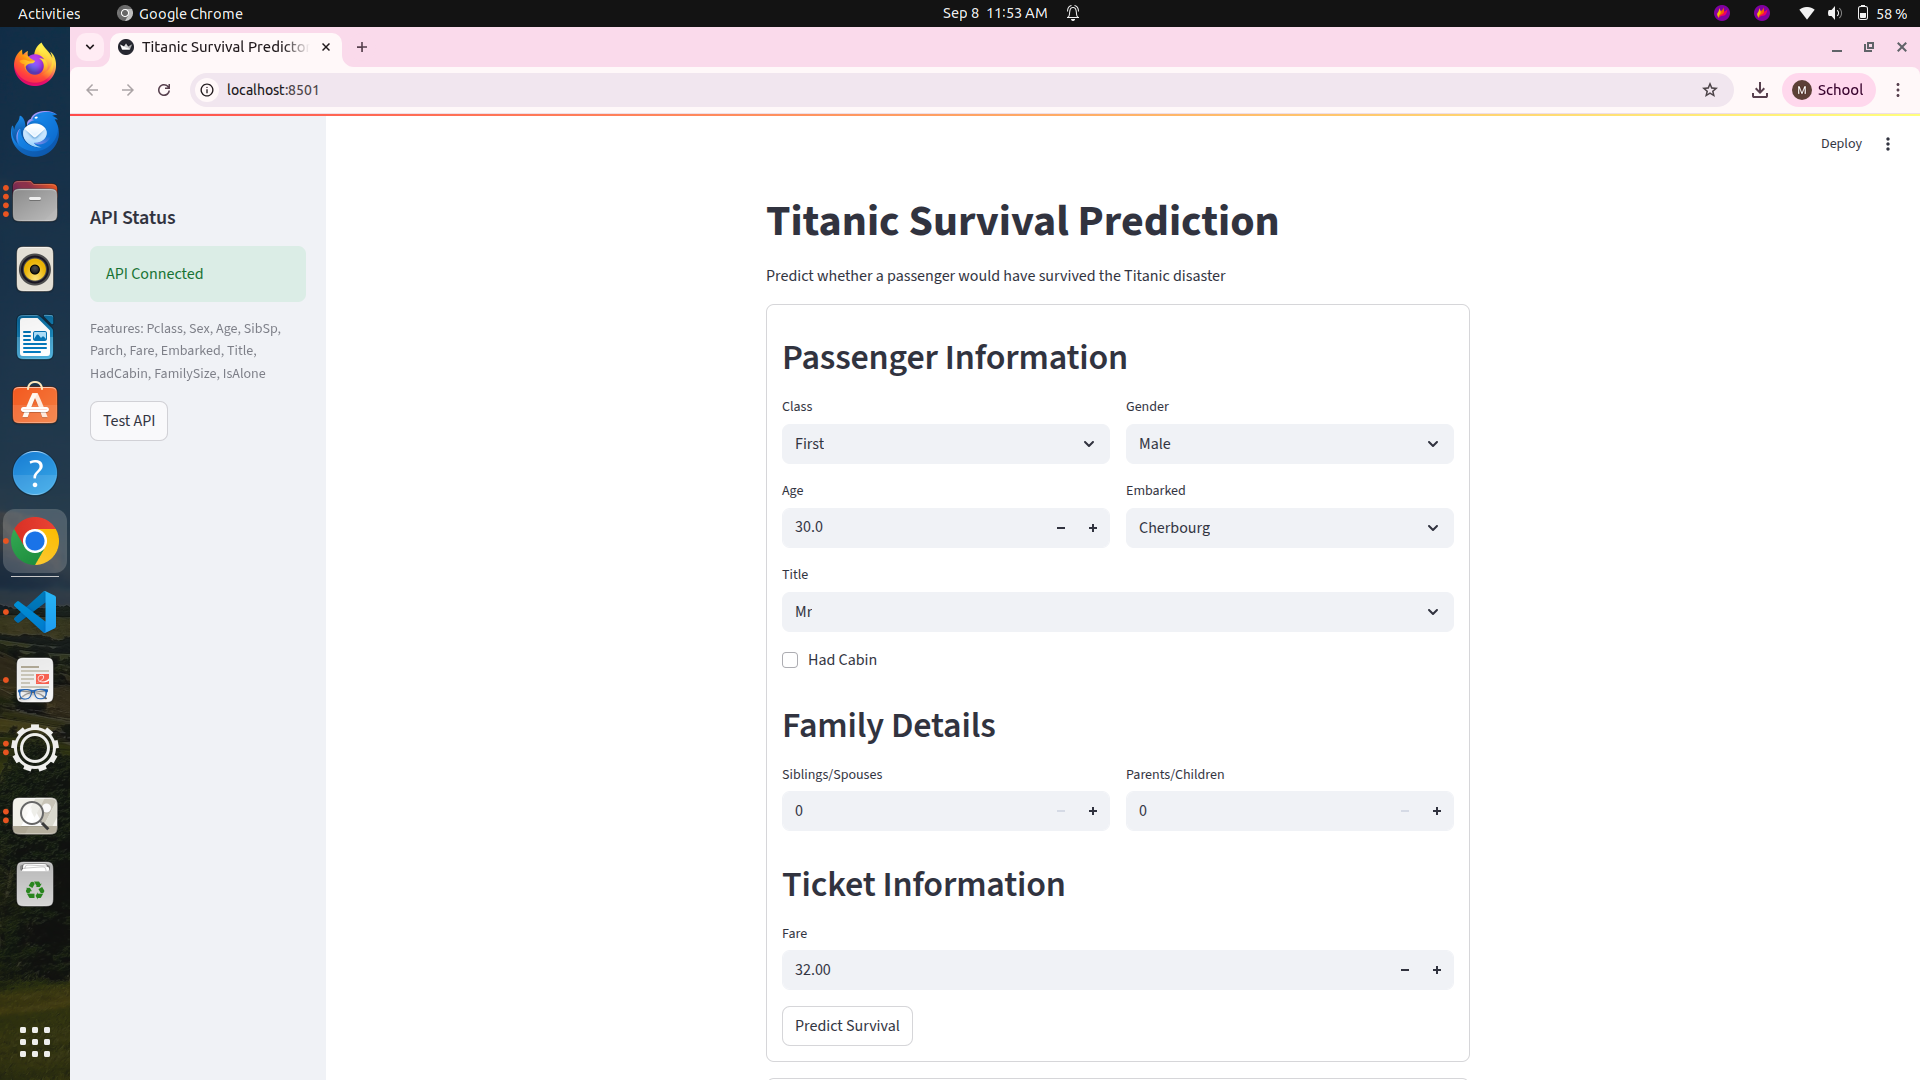 Activities
Google Chrome
Sep 8 11:53 AM
58 %
Titanic Survival Predicto
localhost:8501
M
School
Deploy
API Status
API Connected
Features: Pclass, Sex, Age, SibSp,
Parch, Fare, Embarked, Title,
HadCabin, FamilySize, IsAlone
Test API
Titanic Survival Prediction
Predict whether a passenger would have survived the Titanic disaster
Passenger Information
Class
Gender
First
Male
Age
Embarked
30.0
Cherbourg
Title
Mr
Had Cabin
Family Details
Siblings/Spouses
Parents/Children
0
0
Ticket Information
Fare
32.00
Predict Survival